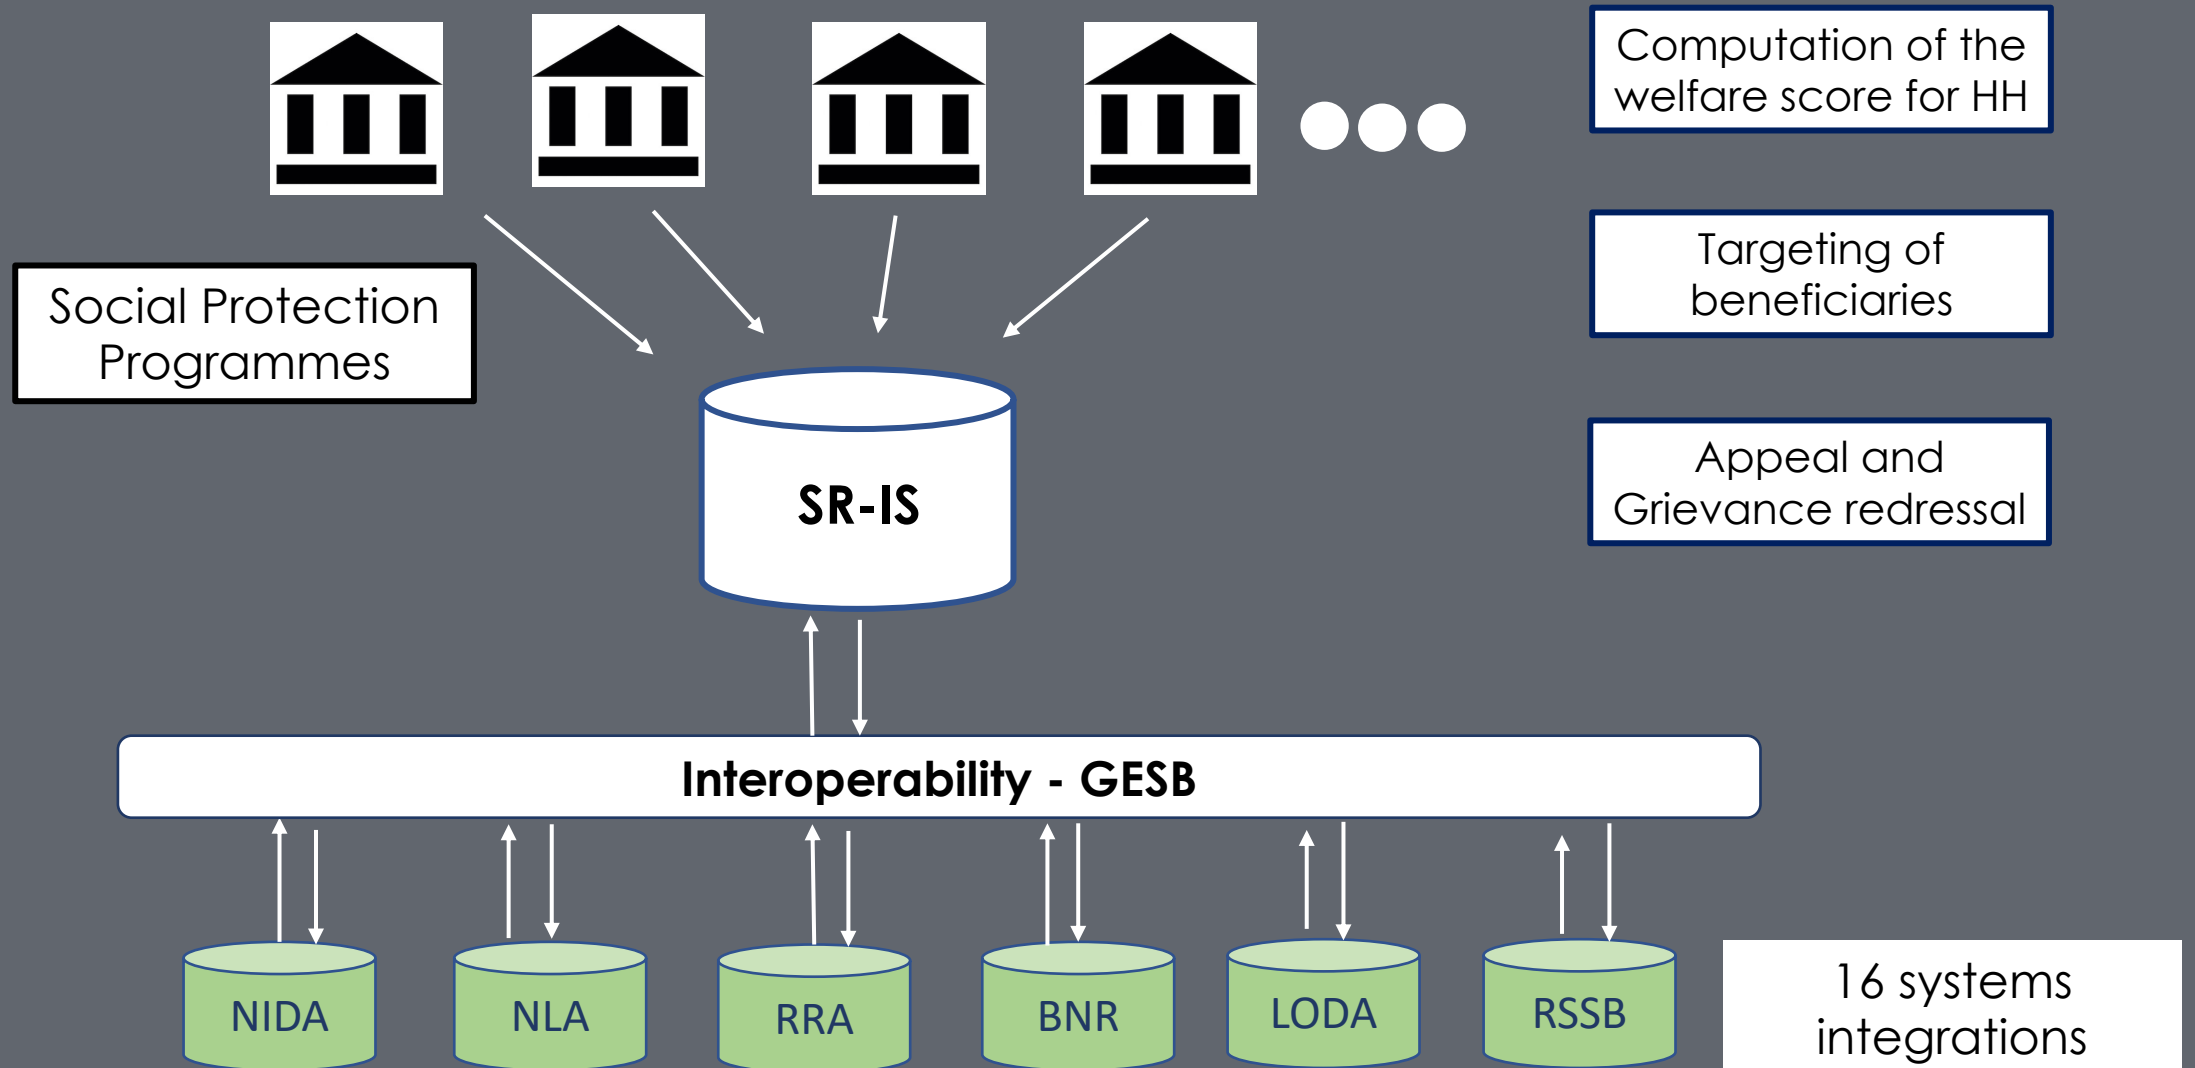 Computation of the
welfare score for HH
Social Protection
Programmes
Targeting of
beneficiaries
Appeal and
Grievance redressal
SR-IS
Interoperability - GESB
NIDA
NLA
RRA
BNR
LODA
RSSB
16 systems
integrations